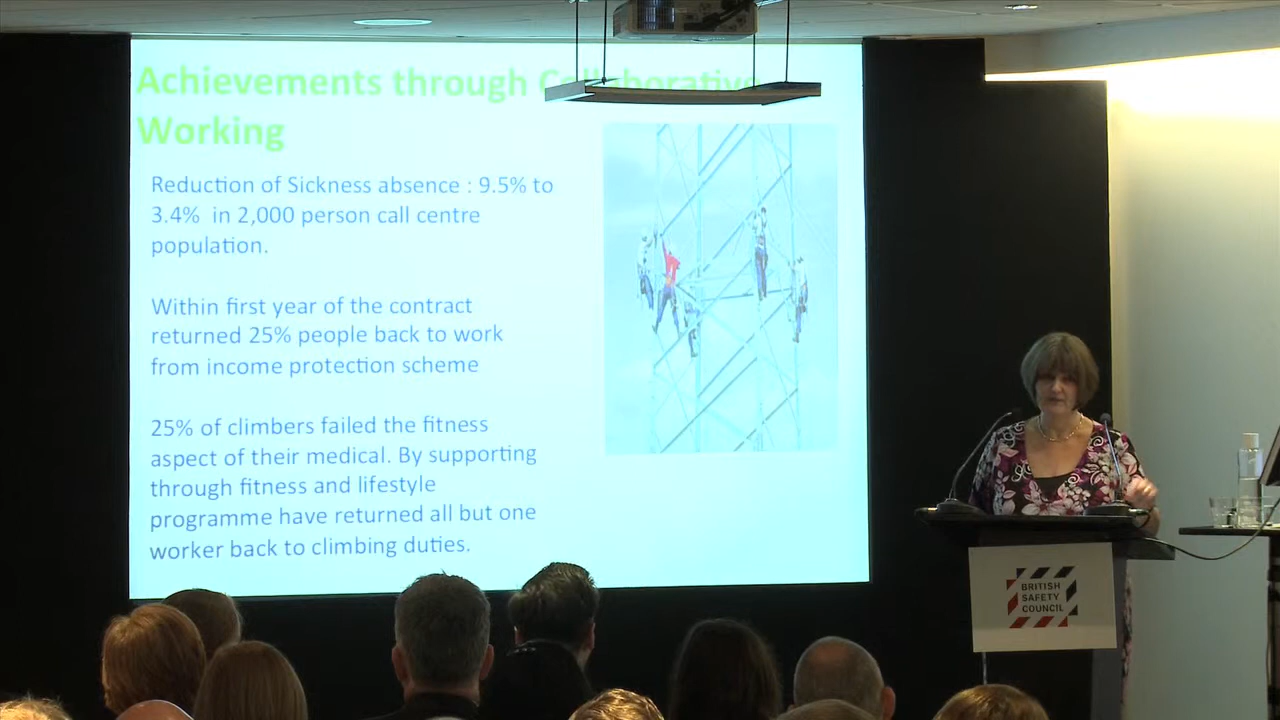 Achievements through Collaborative
Working
Reduction of Sickness absence : 9.5% to
3.4% in 2,000 person call centre
population.
Within first year of the contract
returned 25% people back to work
from income protection scheme
25% of climbers failed the fitness
aspect of their medical. By supporting
through fitness and lifestyle
programme have returned all but one
worker back to climbing duties.
BRITISH
SAFETY
COUNCIL